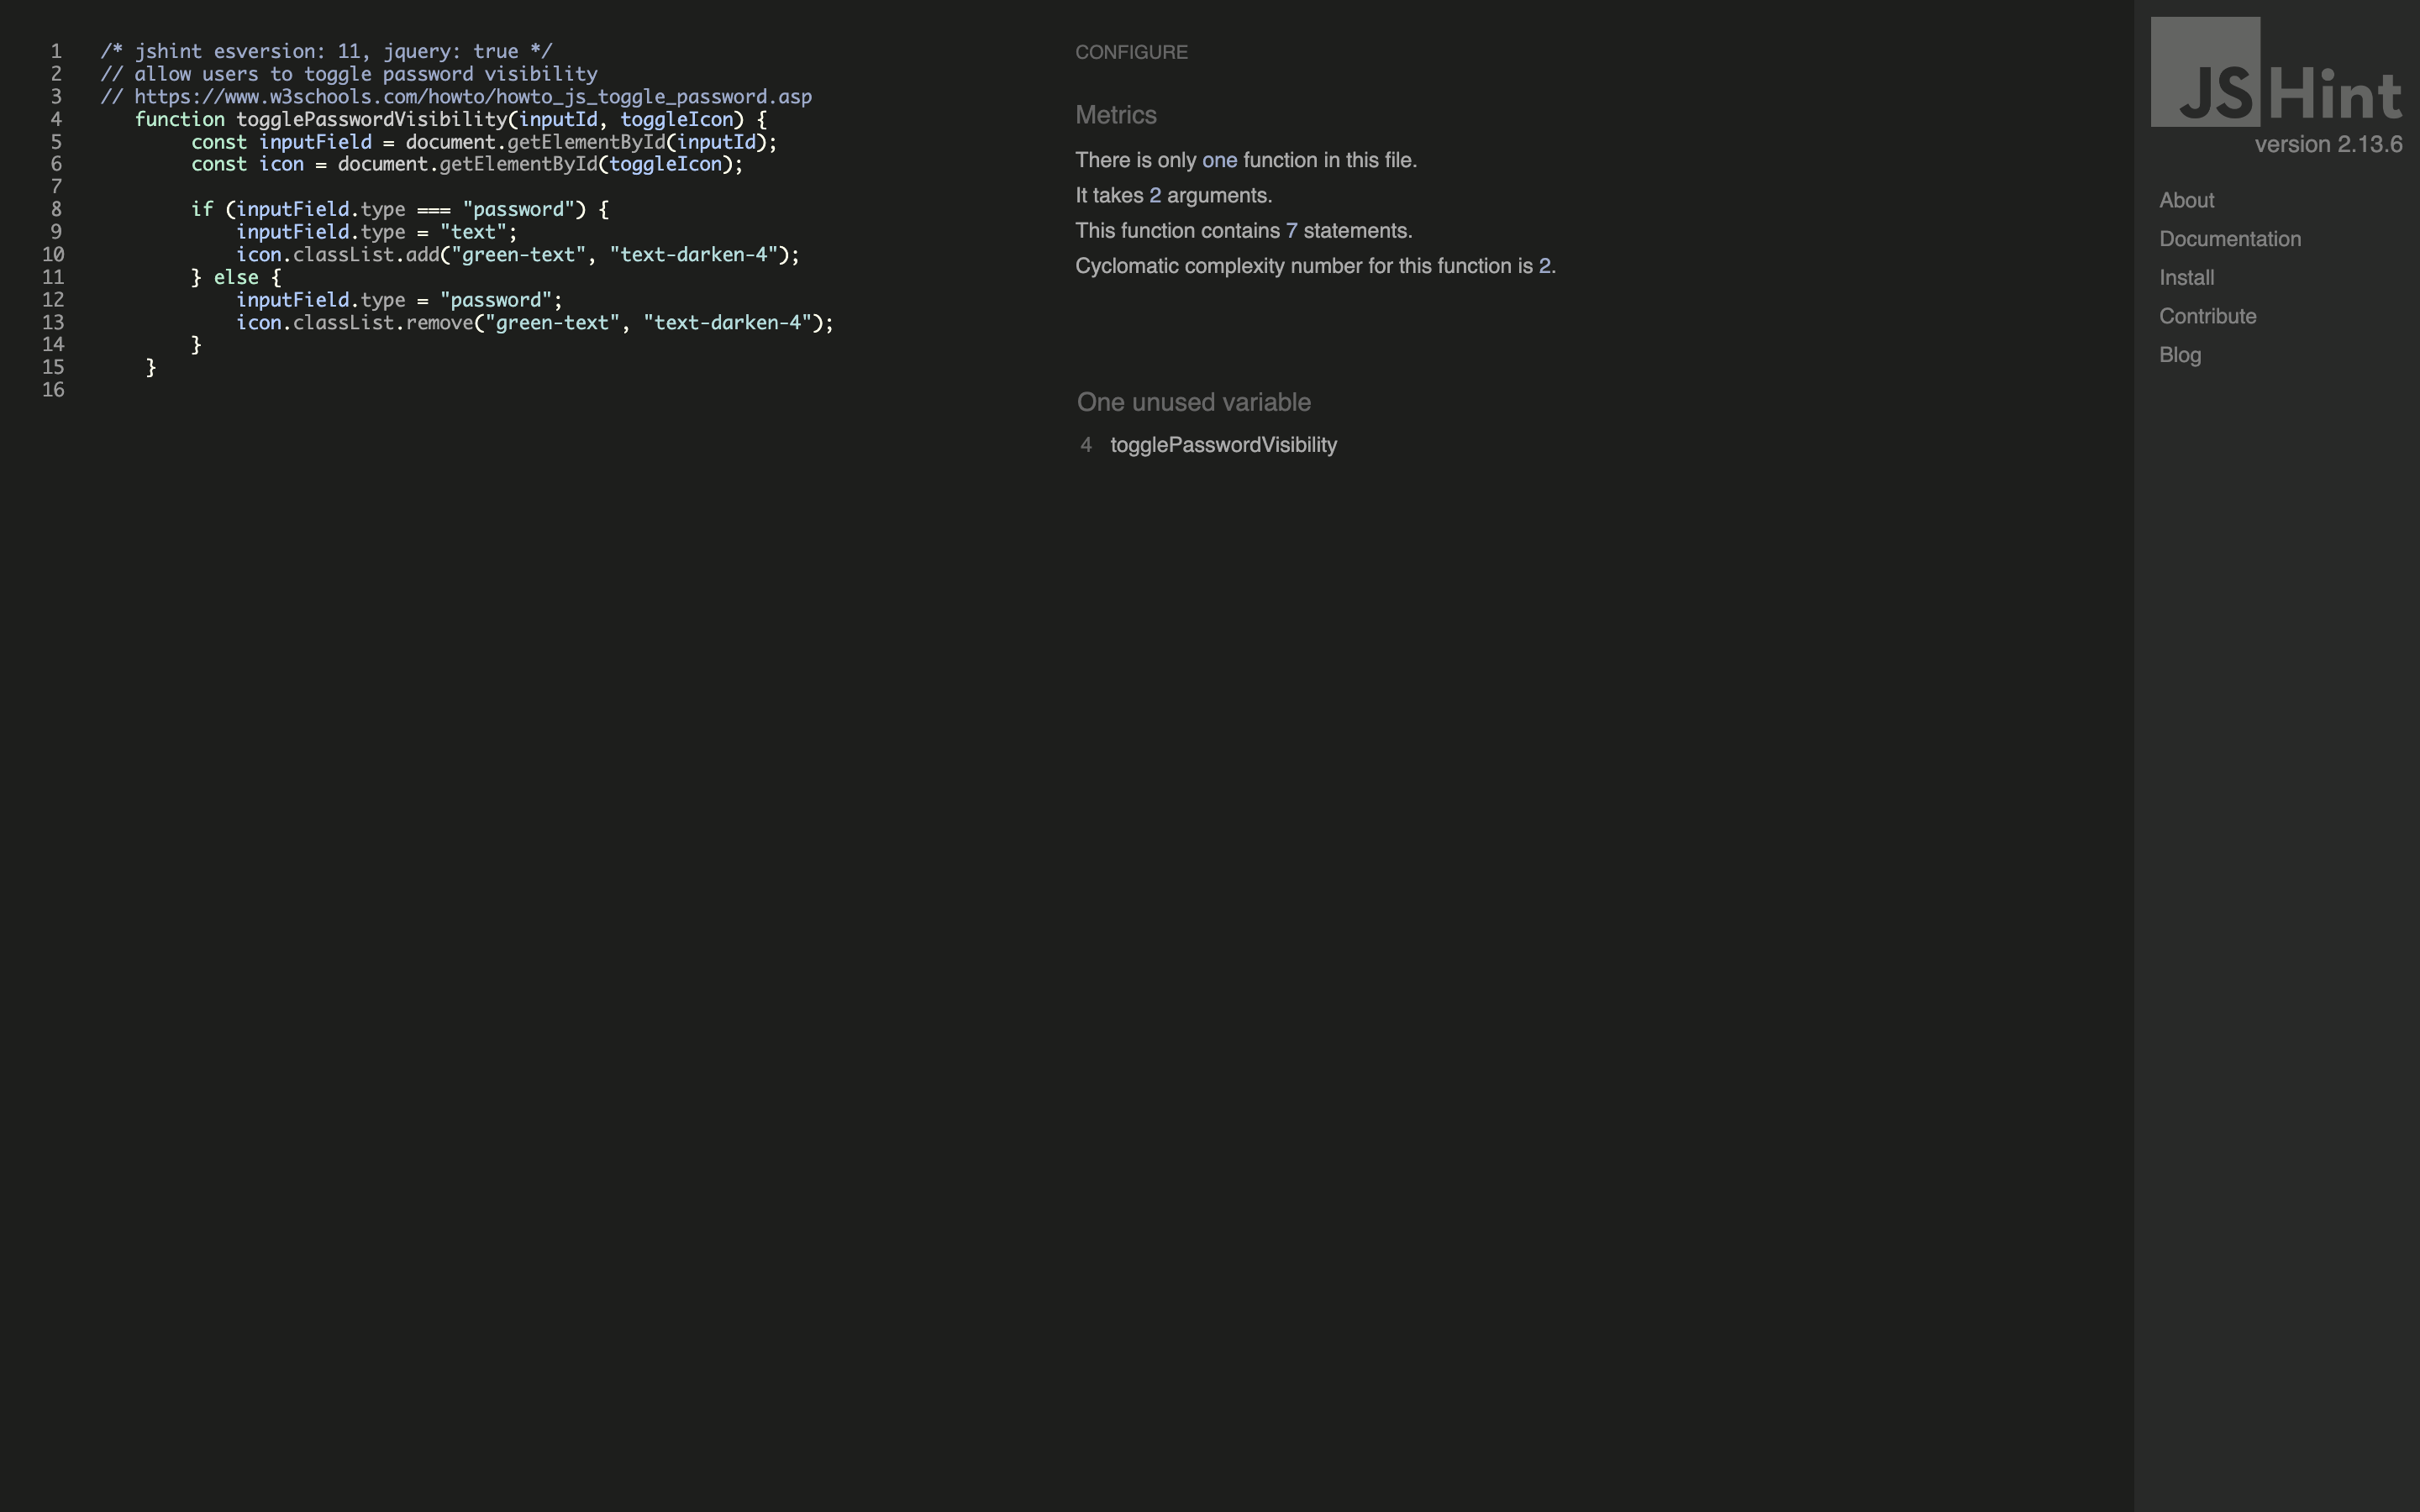 1 /* jshint esversion: 11, jquery: true */
2 // allow users to toggle password visibility
3 // https://www.w3schools.com/howto/howto_js_toggle_password.asp
4 function togglePasswordVisibility(inputId, toggleIcon) {
5 const inputField = document.getElementById(inputId);
6 const icon = document.getElementById(toggleIcon);
7
8 if (inputField.type === "password") {
9 inputField.type = "text";
10 icon.classList.add("green-text", "text-darken-4");
11 } else {
12 inputField.type = "password";
13 icon.classList.remove("green-text", "text-darken-4");
14 }
15 }
16
CONFIGURE
Metrics
There is only one function in this file.
It takes 2 arguments.
This function contains 7 statements.
Cyclomatic complexity number for this function is 2.
One unused variable
4 togglePasswordVisibility
JSHint
version 2.13.6
About
Documentation
Install
Contribute
Blog